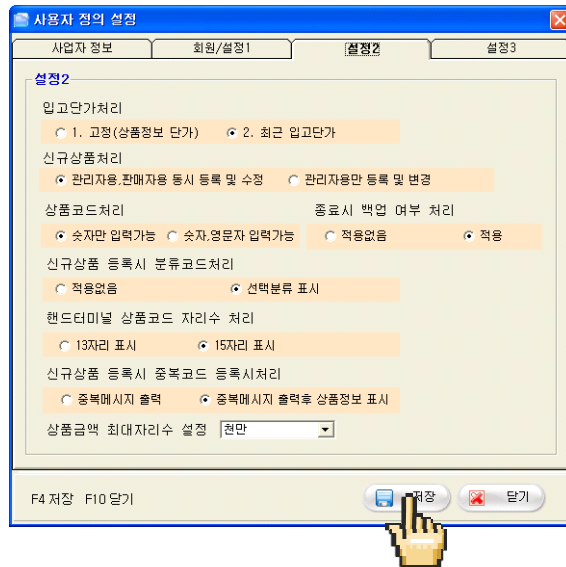 사용자 정의 설정
사업자 정보 회원/설정1 설정2 설정3
설정2
입고단가처리
1. 고정(상품정보 단가) 2. 최근 입고단가
신규상품처리
관리자용,판매자용 동시 등록 및 수정 관리자용만 등록 및 변경
상품코드처리 종료시 백업 여부 처리
숫자만 입력가능 숫자,영문자 입력가능 적용없음 적용
신규상품 등록시 분류코드처리
적용없음 선택분류 표시
핸드터미널 상품코드 자리수 처리
13자리 표시 15자리 표시
신규상품 등록시 중복코드 등록시처리
중복메시지 출력 중복메시지 출력후 상품정보 표시
상품금액 최대자리수 설정 천만
F4 저장 F10 닫기 저장 닫기